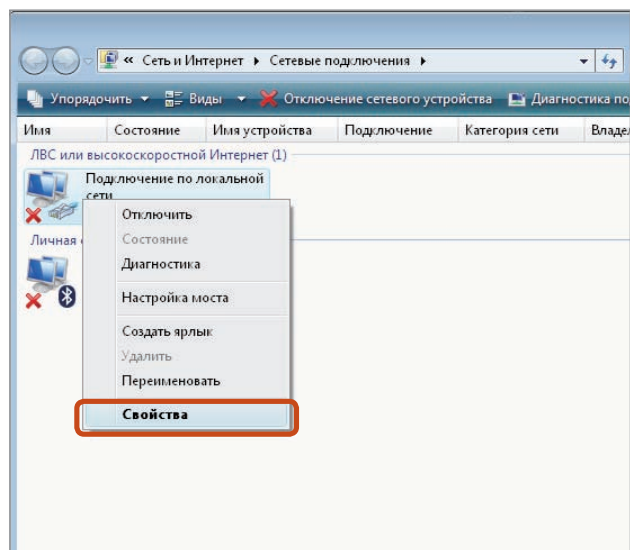 « Сеть и Интернет ▸ Сетевые подключения ▸
Упорядочить Виды Отключение сетевого устройства Диагностика по
Имя Состояние Имя устройства Подключение Категория сети Владел
ЛВС или высокоскоростной Интернет (1)
Подключение по локальной
сети
Отключить
Личная
Состояние
Диагностика
Настройка моста
Создать ярлык
Удалить
Переименовать
Свойства